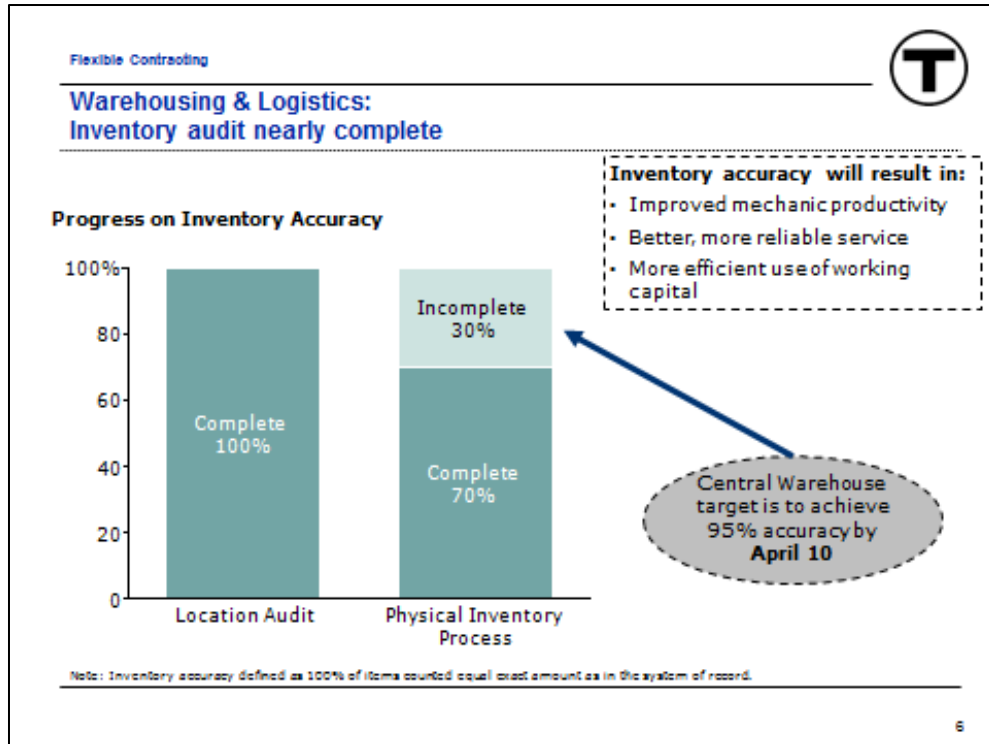 Flexible Contracting
T
Warehousing & Logistics:
Inventory audit nearly complete
Inventory accuracy will result in:
• Improved mechanic productivity
• Better, more reliable service
• More efficient use of working
capital
Progress on Inventory Accuracy
100%
80
60
40
20
0
Complete
100%
Incomplete
30%
Complete
70%
Location Audit
Physical Inventory
Process
Central Warehouse
target is to achieve
95% accuracy by
April 10
Note: Inventory accuracy defined as 100% of items counted equal exact amount as in the system of record.
6